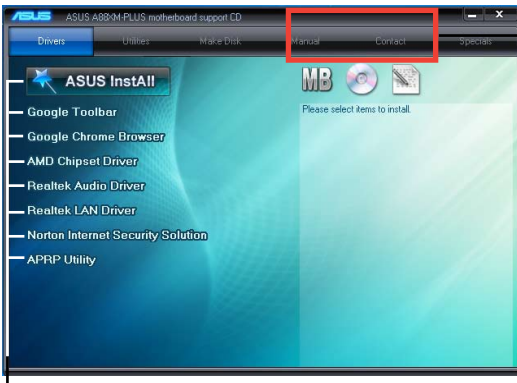 ASUS ASUS A88XM-PLUS motherboard support CD
Drivers Utilities Make Disk Manual Contact Specials
ASUS InstAll
MB
Please select items to install.
Google Toolbar
Google Chrome Browser
AMD Chipset Driver
Realtek Audio Driver
Realtek LAN Driver
Norton Internet Security Solution
APRP Utility